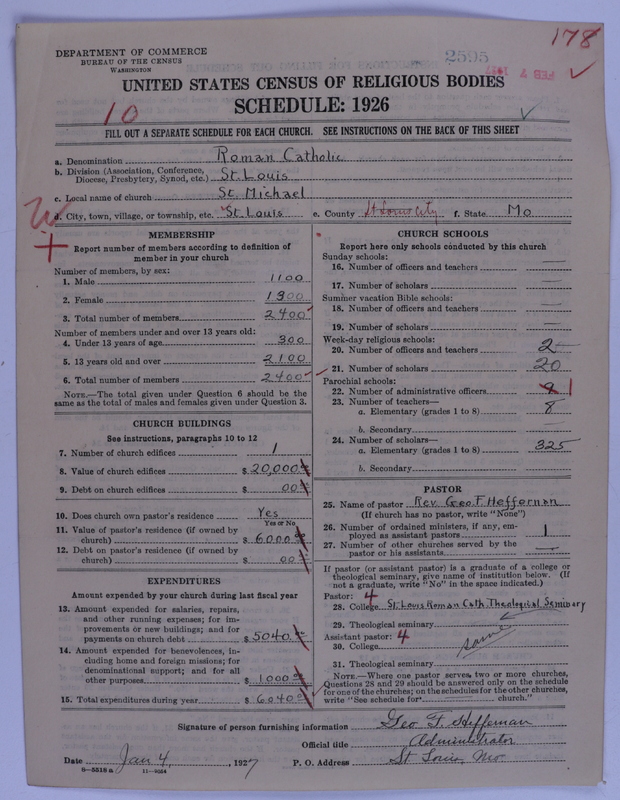 178
DEPARTMENT OF COMMERCE
BUREAU OF THE CENSUS
WASHINGTON
2595
FEB 7 1927
UNITED STATES CENSUS OF RELIGIOUS BODIES
SCHEDULE: 1926
10
FILL OUT A SEPARATE SCHEDULE FOR EACH CHURCH. SEE INSTRUCTIONS ON THE BACK OF THIS SHEET
a. Denomination Roman Catholic
b. Division (Association, Conference, Diocese, Presbytery, Synod, etc.) St. Louis
c. Local name of church St. Michael
d. City, town, village, or township, etc. St. Louis e. County St Louis City f. State Mo
MEMBERSHIP
Report number of members according to definition of
member in your church
Number of members, by sex:
1. Male 1100
2. Female 1300
3. Total number of members 2400
Number of members under and over 13 years old:
4. Under 13 years of age 300
5. 13 years old and over 2100
6. Total number of members 2400
NOTE.—The total given under Question 6 should be the
same as the total of males and females given under Question 3.
CHURCH BUILDINGS
See instructions, paragraphs 10 to 12
7. Number of church edifices 1
8. Value of church edifices $ 20,000.00
9. Debt on church edifices $ 00
10. Does church own pastor's residence? Yes
Yes or No
11. Value of pastor's residence (if owned by
church) $ 6000.00
12. Debt on pastor's residence (if owned by
church) $ 00
EXPENDITURES
Amount expended by your church during last fiscal year
13. Amount expended for salaries, repairs,
and other running expenses; for im-
provements or new buildings; and for
payments on church debt $ 5040.00
14. Amount expended for benevolences, in-
cluding home and foreign missions; for
denominational support; and for all
other purposes $ 1000.00
15. Total expenditures during year $ 6040.00
CHURCH SCHOOLS
Report here only schools conducted by this church
Sunday schools:
16. Number of officers and teachers —
17. Number of scholars —
Summer vacation Bible schools:
18. Number of officers and teachers —
19. Number of scholars —
Week-day religious schools:
20. Number of officers and teachers 2
21. Number of scholars 20
Parochial schools:
22. Number of administrative officers 1
23. Number of teachers—
a. Elementary (grades 1 to 8) 8
b. Secondary
24. Number of scholars—
a. Elementary (grades 1 to 8) 325
b. Secondary
PASTOR
25. Name of pastor Rev. Geo. F. Heffernan
(If church has no pastor, write "None")
26. Number of ordained ministers, if any, em-
ployed as assistant pastors 1
27. Number of other churches served by the
pastor or his assistants —
If pastor (or assistant pastor) is a graduate of a college or
theological seminary, give name of institution below. (If
not a graduate, write "No" in the space indicated.)
Pastor: 4
28. College St. Louis Roman Cath. Theological Seminary
29. Theological seminary
Assistant pastor: 4
30. College same
31. Theological seminary
NOTE.—Where one pastor serves two or more churches,
Questions 28 and 29 should be answered only on the schedule
for one of the churches; on the schedules for the other churches,
write "See schedule for church."
Signature of person furnishing information Geo F. Heffernan
Official title Administrator
Date Jan 4, 1927 P. O. Address St Louis Mo
8—5518 a 11—9054